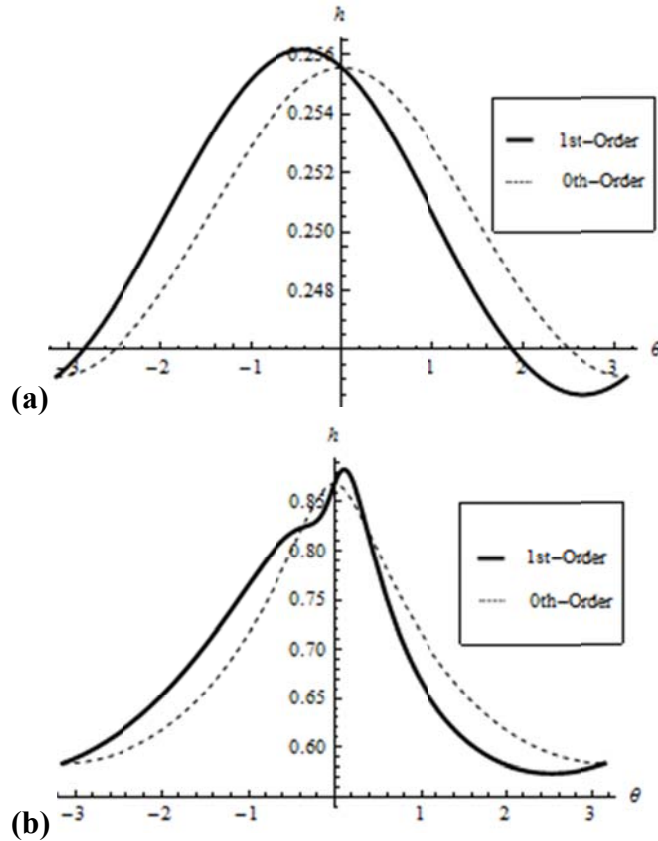 h
0.256
0.254
0.252
0.250
0.248
1st-Order
0th-Order
-3 -2 -1 1 2 3 θ
(a)
h
0.85
0.80
0.75
0.70
0.65
0.60
1st-Order
0th-Order
-3 -2 -1 1 2 3 θ
(b)